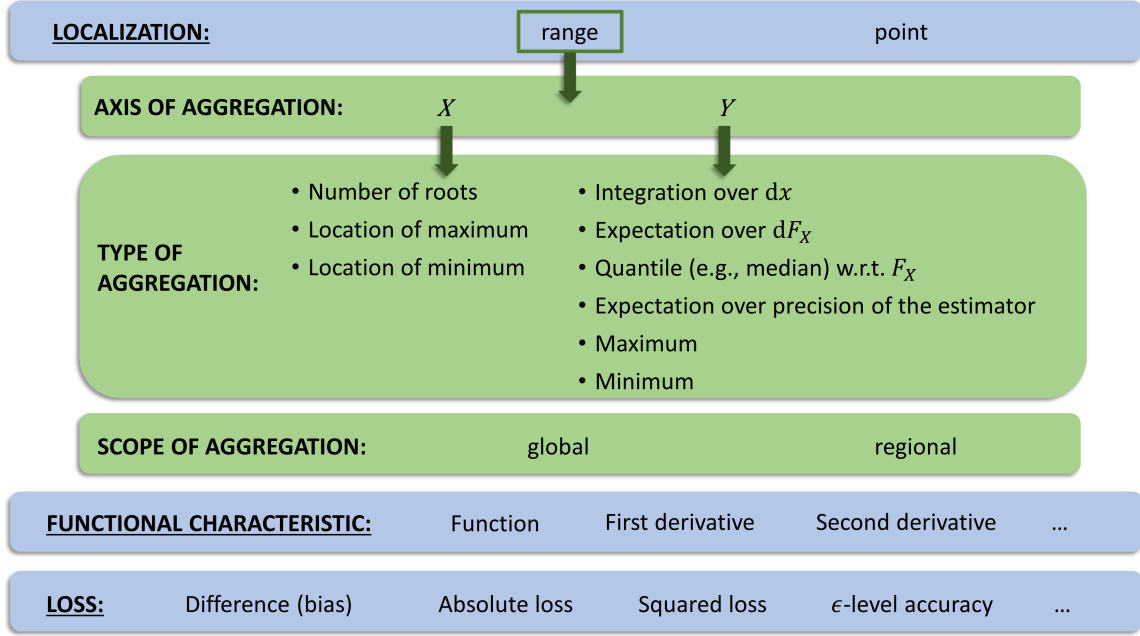 LOCALIZATION: range point
AXIS OF AGGREGATION: X Y
TYPE OF AGGREGATION:
• Number of roots
• Location of maximum
• Location of minimum
• Integration over dx
• Expectation over dF_X
• Quantile (e.g., median) w.r.t. F_X
• Expectation over precision of the estimator
• Maximum
• Minimum
SCOPE OF AGGREGATION: global regional
FUNCTIONAL CHARACTERISTIC: Function First derivative Second derivative ...
LOSS: Difference (bias) Absolute loss Squared loss ϵ-level accuracy ...